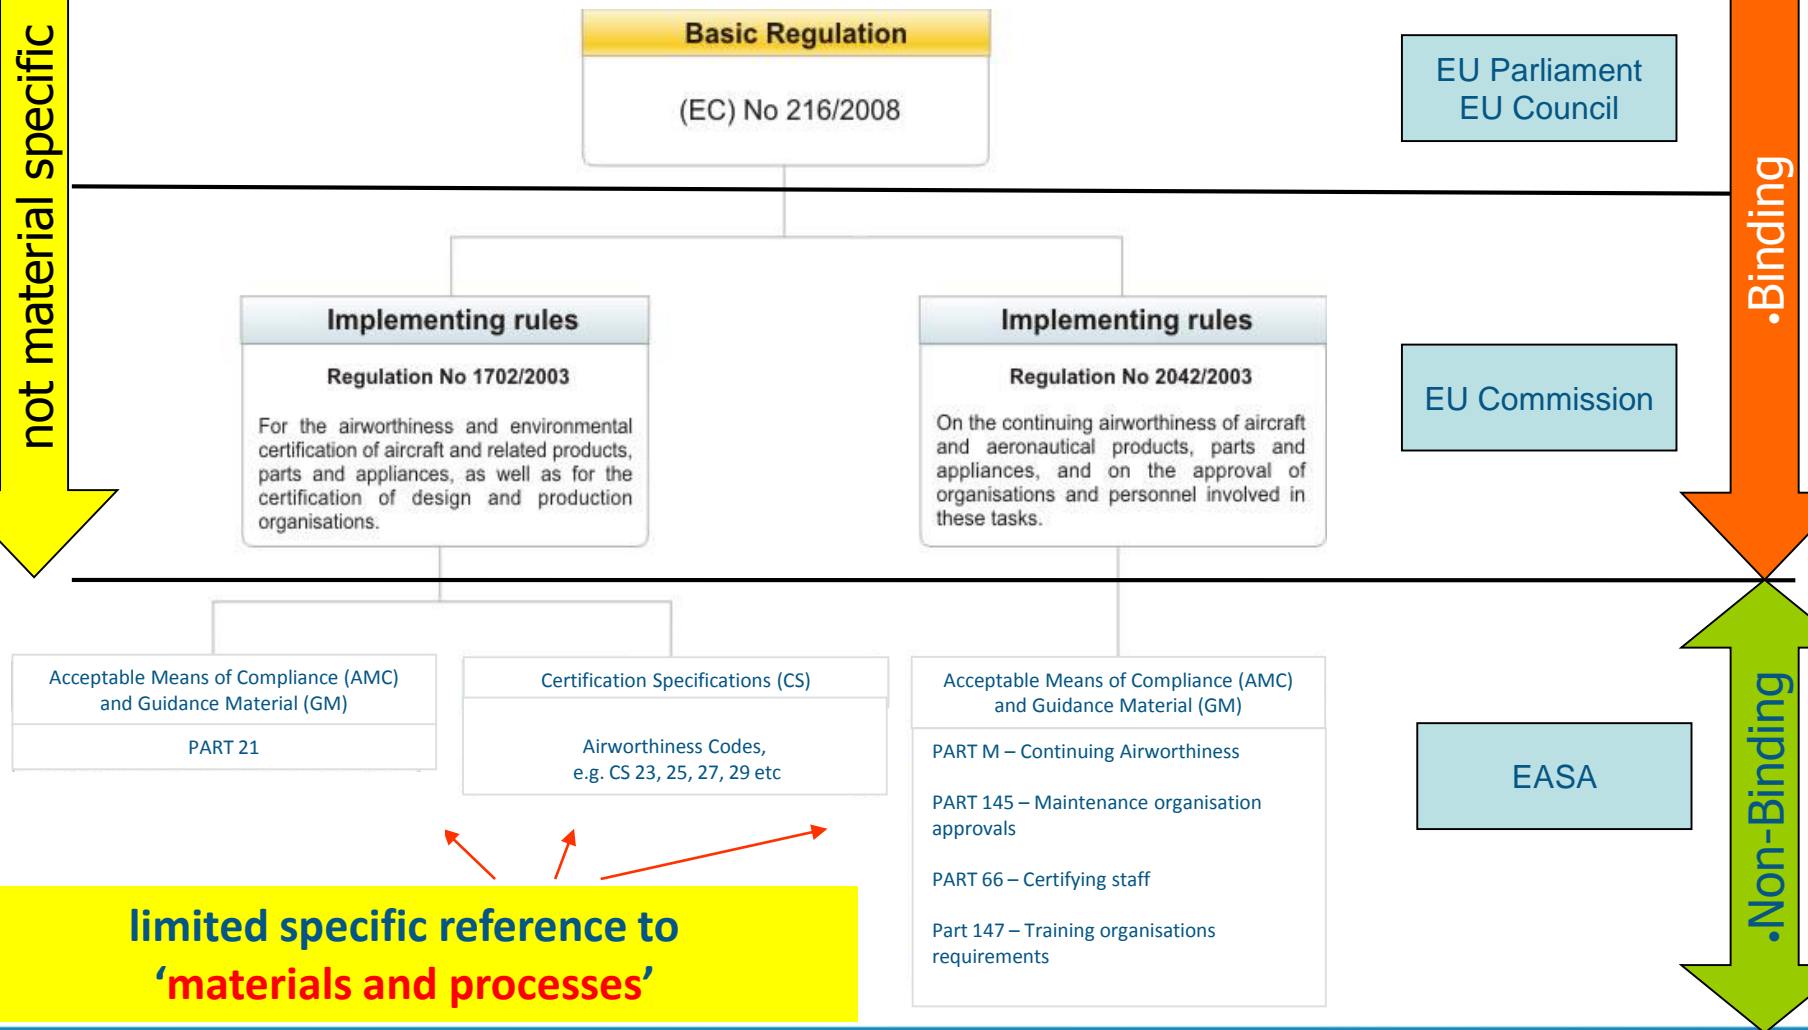 not material specific
Basic Regulation
(EC) No 216/2008
EU Parliament
EU Council
•Binding
Implementing rules
Regulation No 1702/2003
For the airworthiness and environmental
certification of aircraft and related products,
parts and appliances, as well as for the
certification of design and production
organisations.
Implementing rules
Regulation No 2042/2003
On the continuing airworthiness of aircraft
and aeronautical products, parts and
appliances, and on the approval of
organisations and personnel involved in
these tasks.
EU Commission
Acceptable Means of Compliance (AMC)
and Guidance Material (GM)
PART 21
Certification Specifications (CS)
Airworthiness Codes,
e.g. CS 23, 25, 27, 29 etc
Acceptable Means of Compliance (AMC)
and Guidance Material (GM)
PART M – Continuing Airworthiness
PART 145 – Maintenance organisation
approvals
PART 66 – Certifying staff
Part 147 – Training organisations
requirements
EASA
•Non-Binding
limited specific reference to
‘materials and processes’